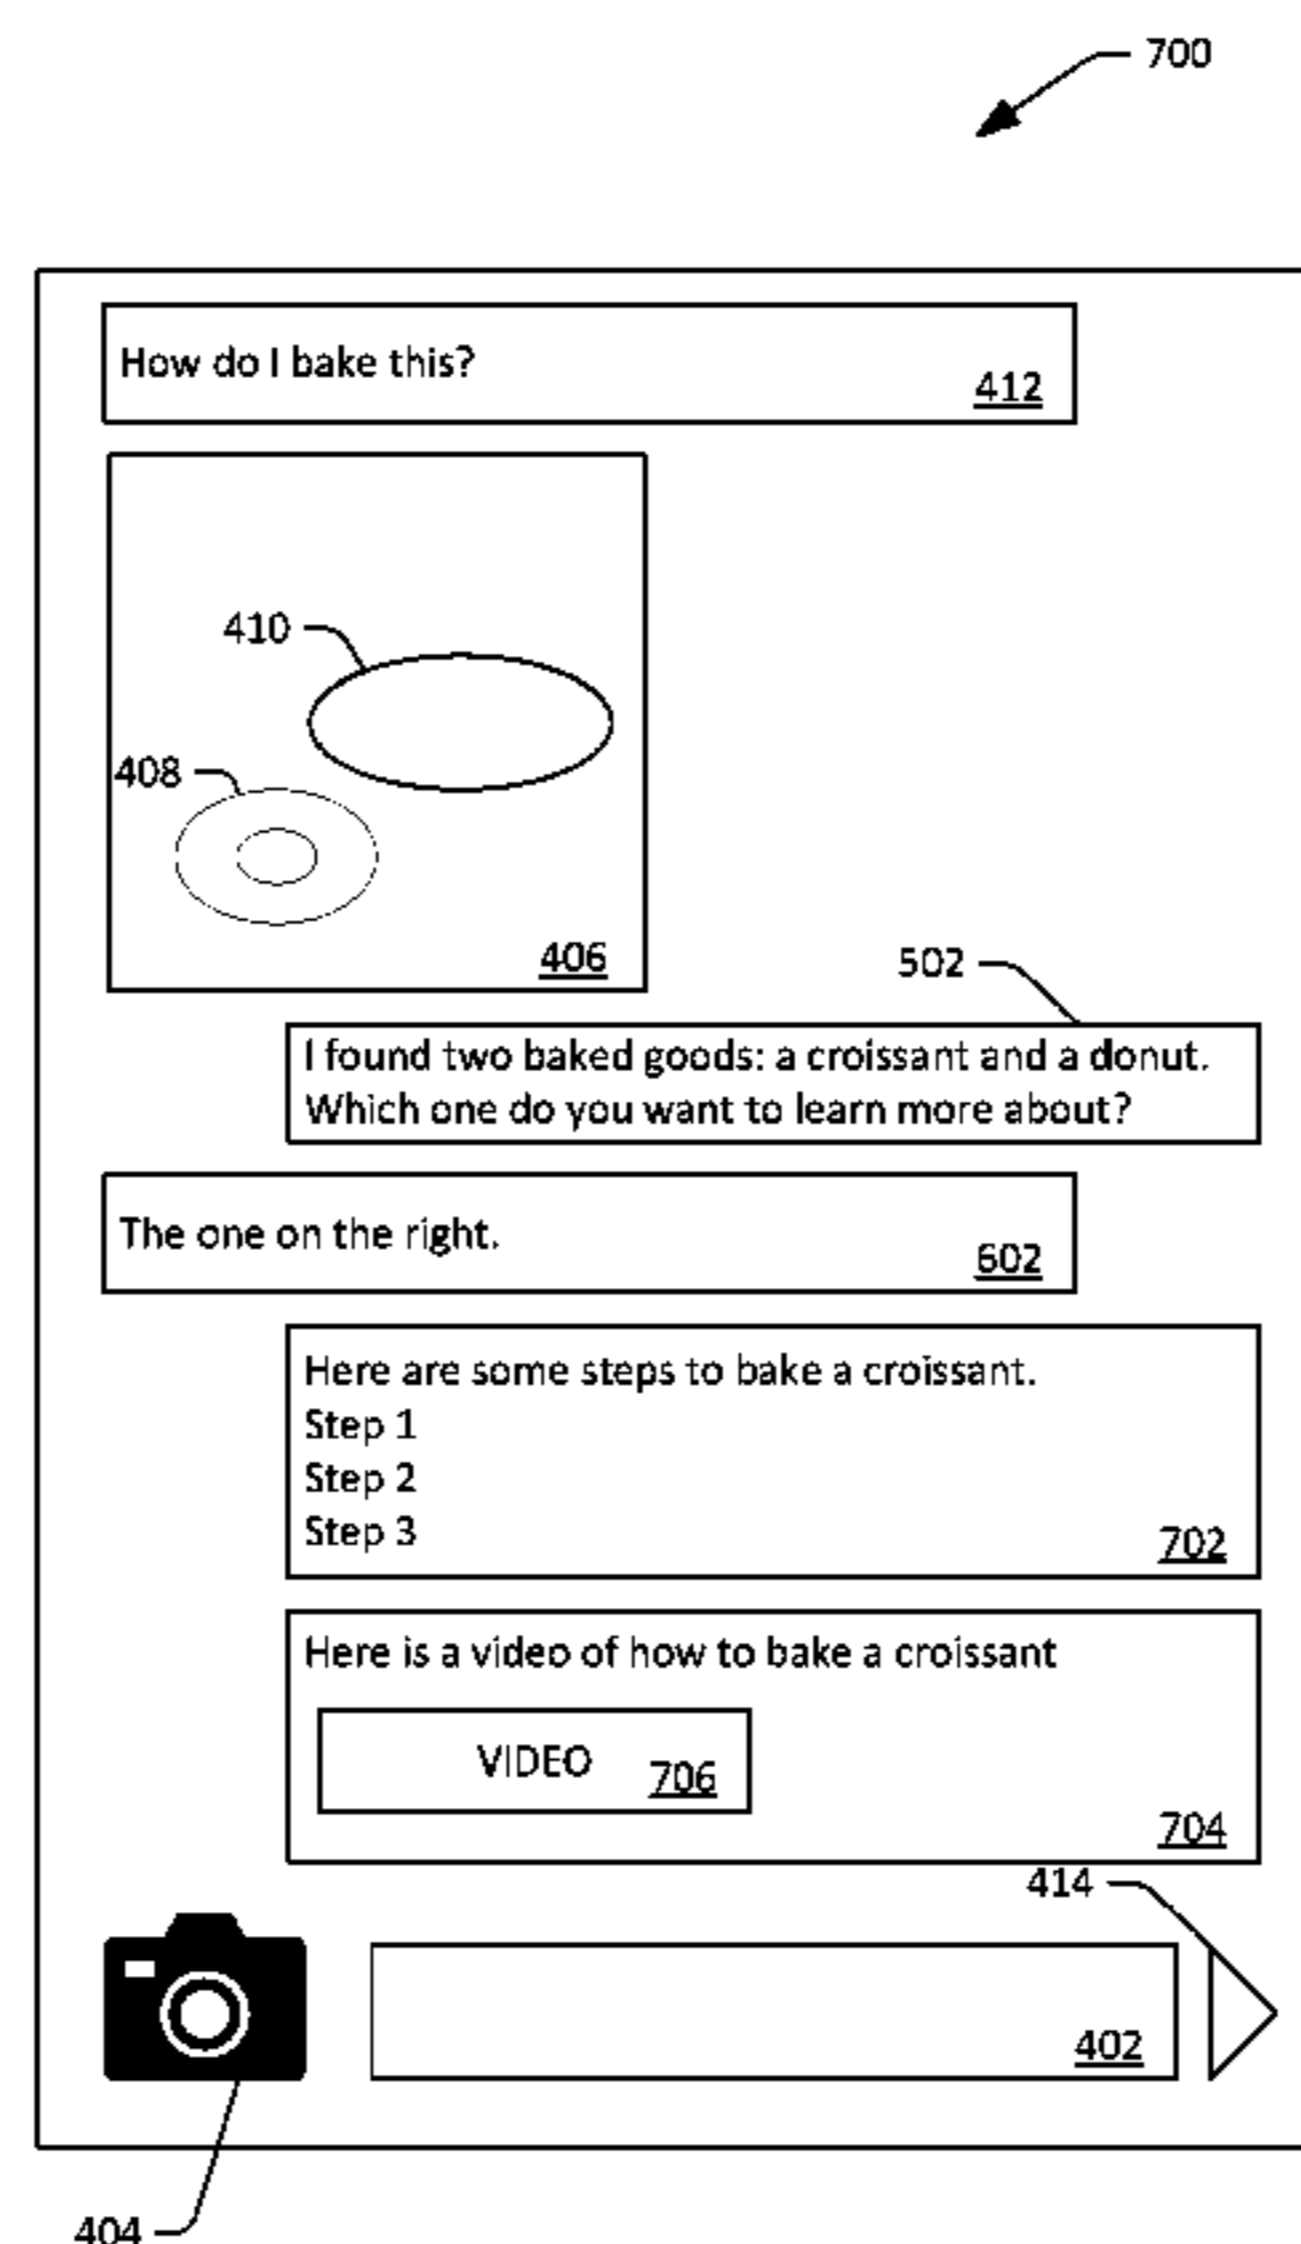 700
How do I bake this?
412
410
408
406
502
I found two baked goods: a croissant and a donut.
Which one do you want to learn more about?
The one on the right.
602
Here are some steps to bake a croissant.
Step 1
Step 2
Step 3
702
Here is a video of how to bake a croissant
VIDEO 706
704
414
402
404